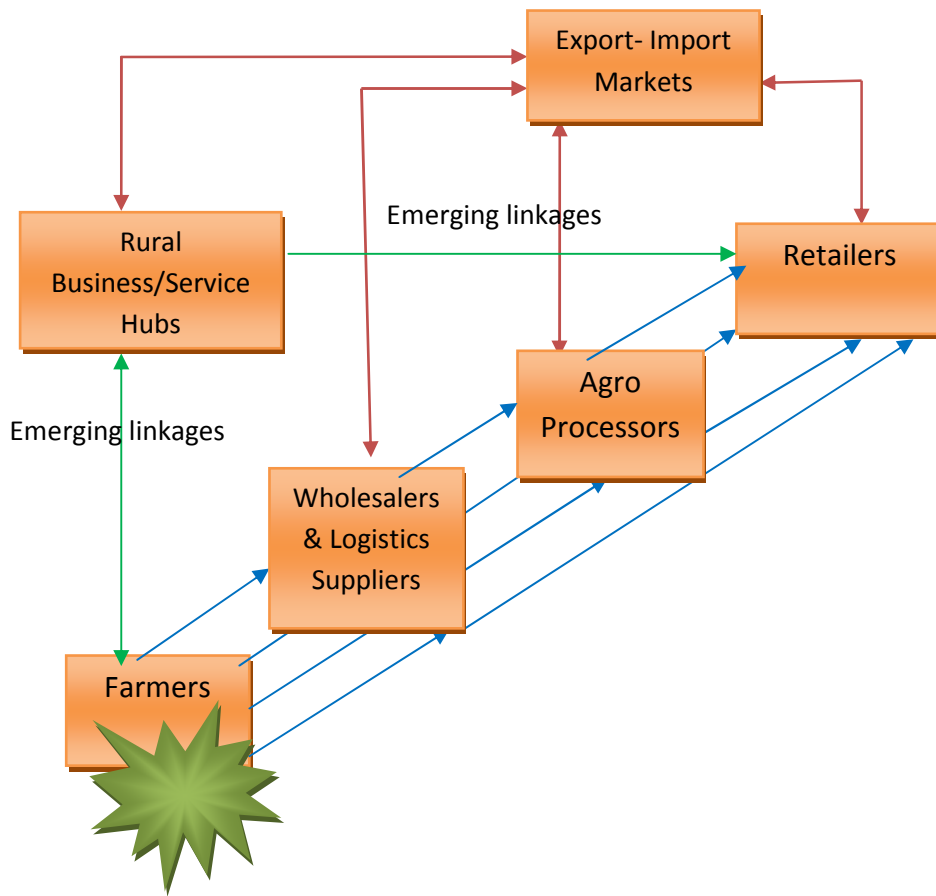 Export- Import
Markets
Emerging linkages
Rural
Business/Service
Hubs
Retailers
Agro
Processors
Emerging linkages
Wholesalers
& Logistics
Suppliers
Farmers